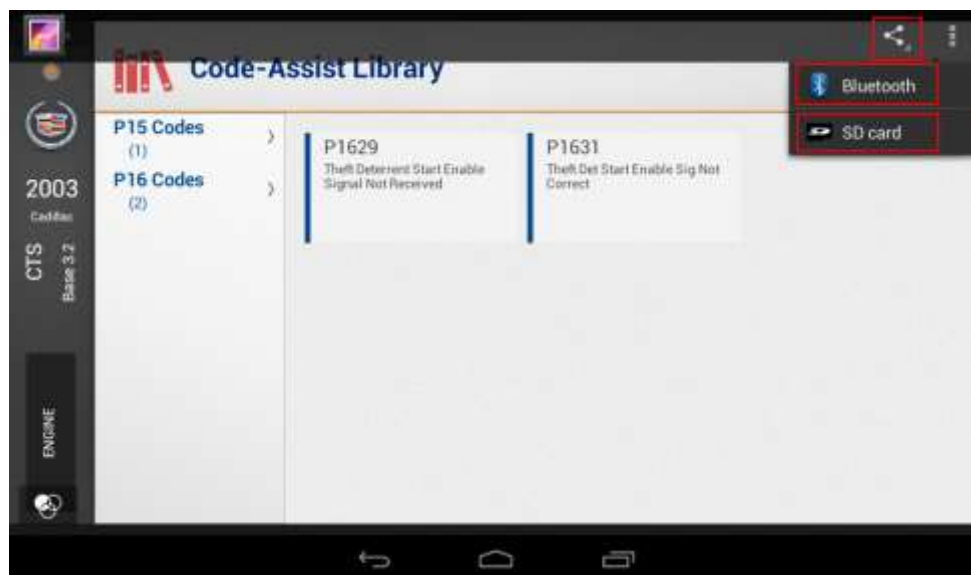 Code-Assist Library
Bluetooth
SD card
2003
Cadillac
CTS
Base 3.2
ENGINE
P15 Codes
(1)
P16 Codes
(2)
P1629
Theft Deterrent Start Enable
Signal Not Received
P1631
Theft Det Start Enable Sig Not
Correct